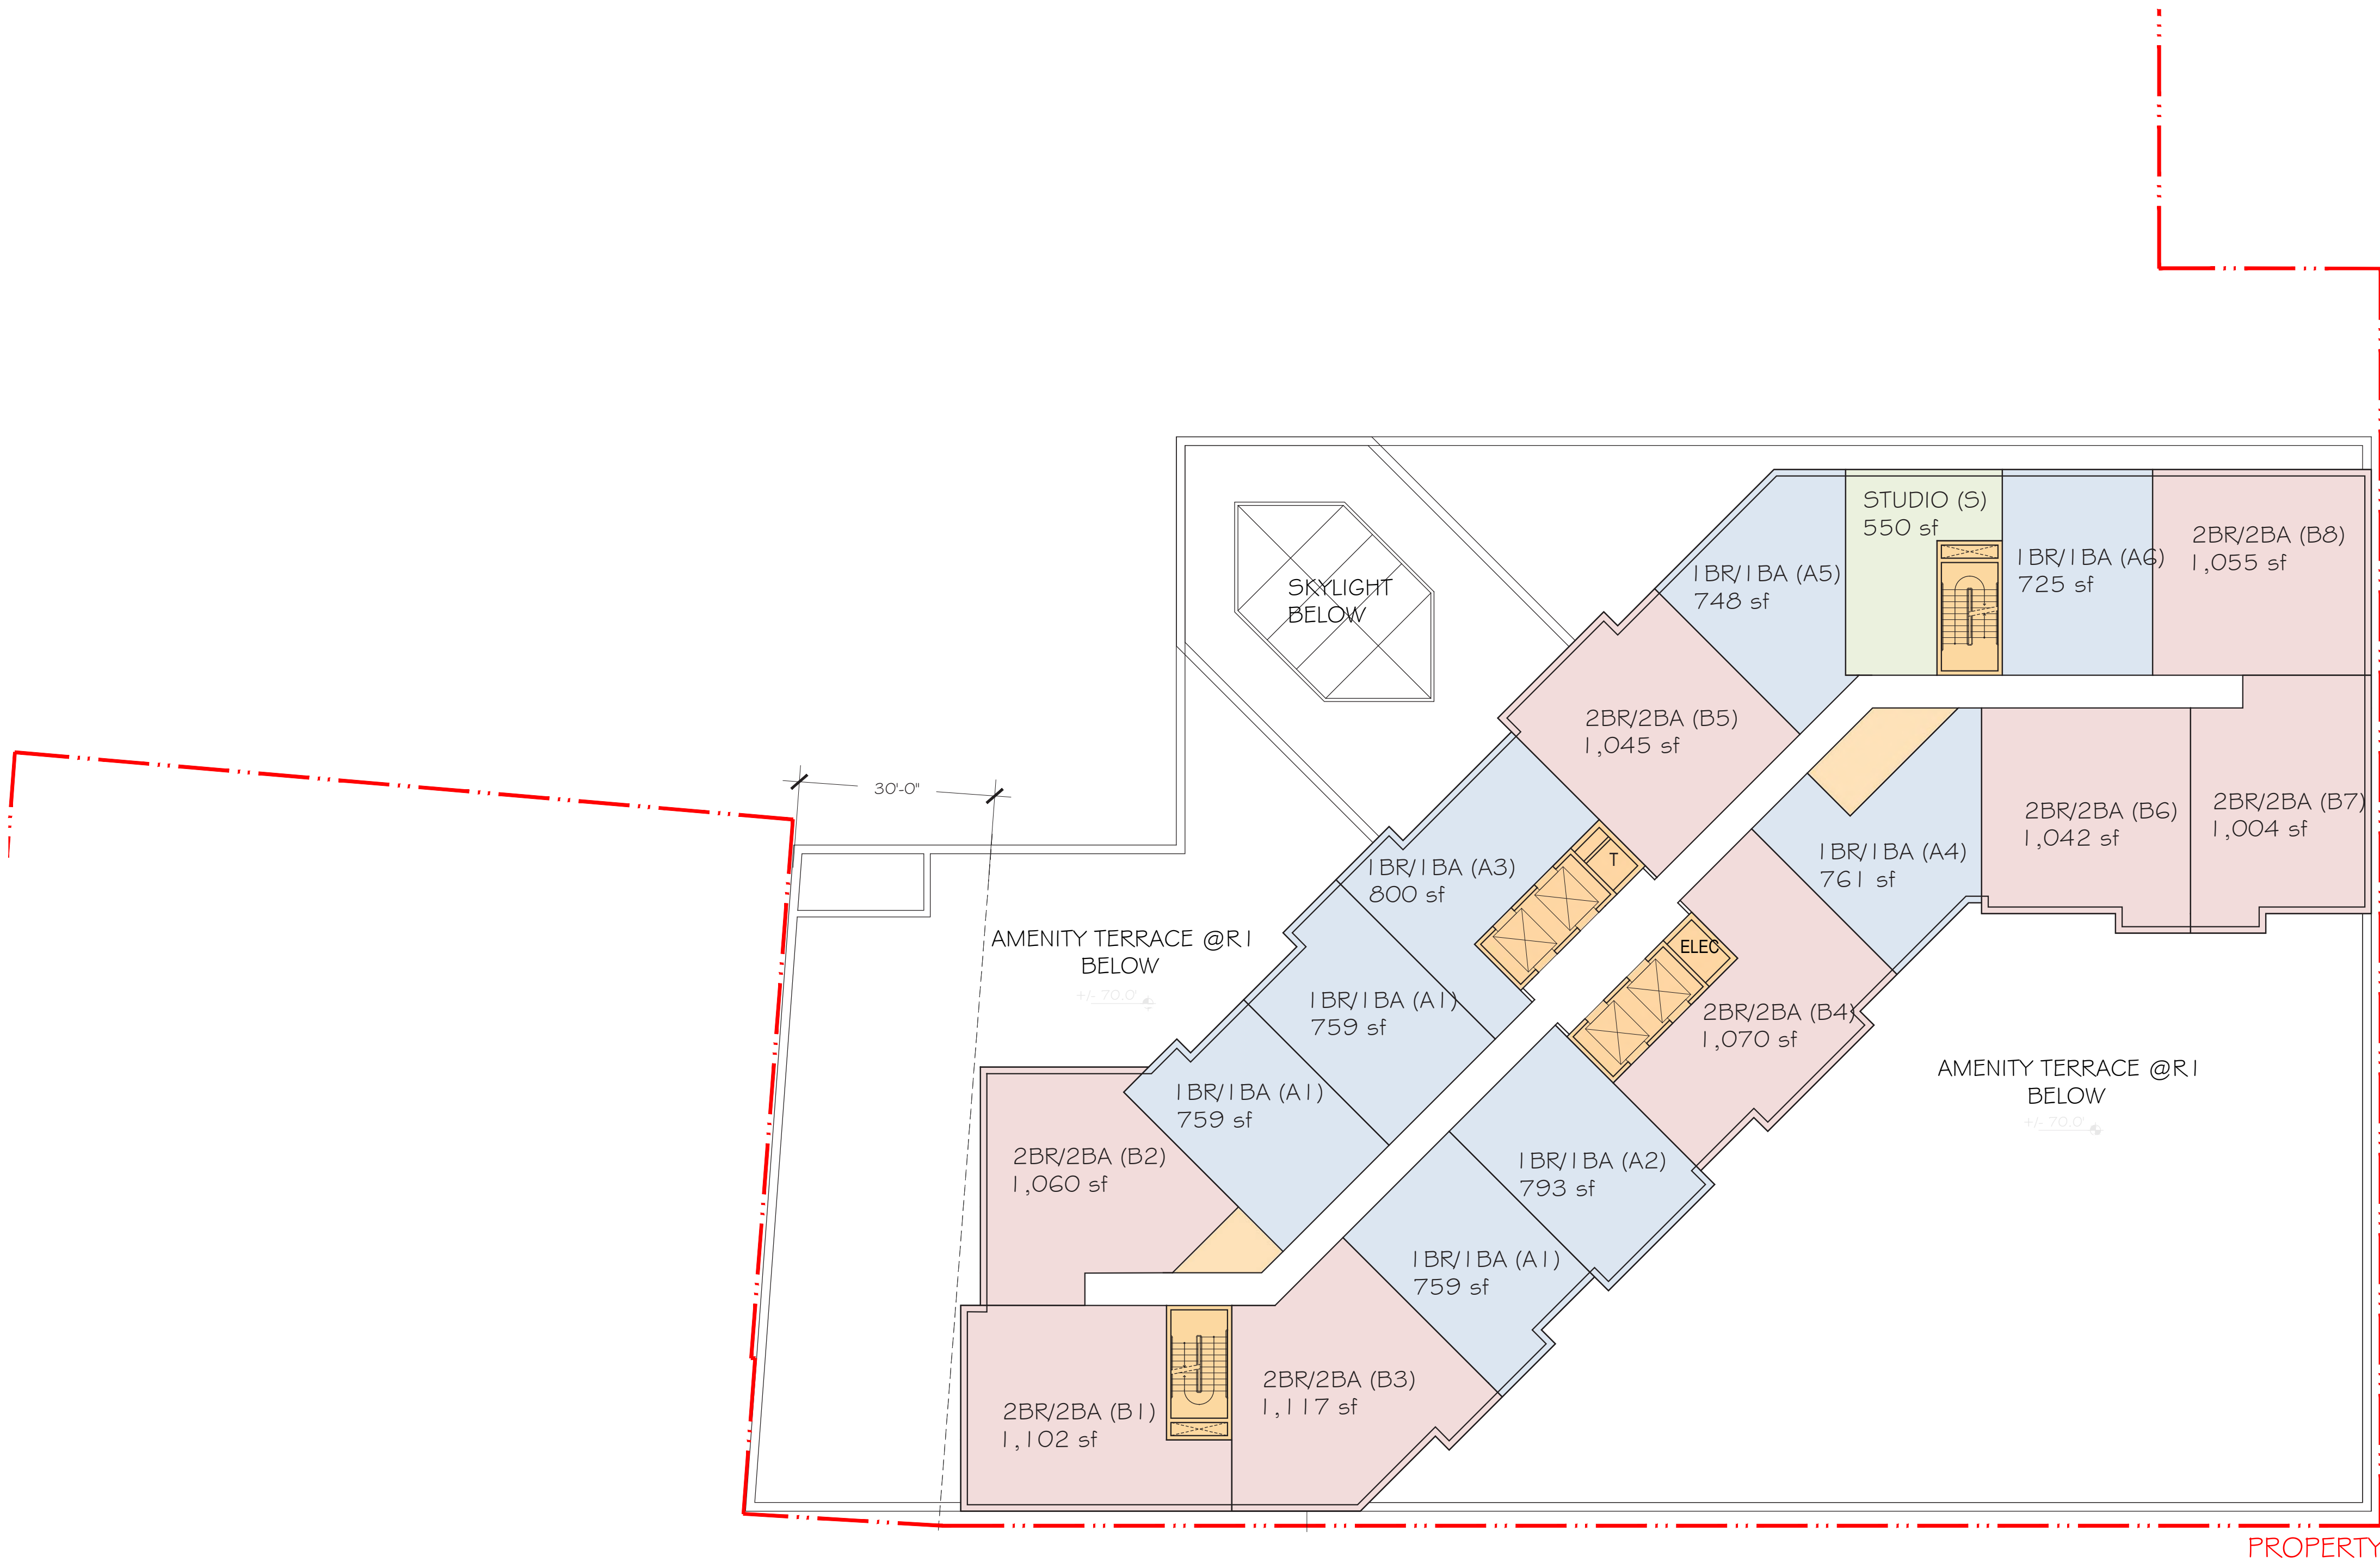 STUDIO (S)
550 sf
2BR/2BA (B8)
1,055 sf
1BR/1BA (A6)
725 sf
1BR/1BA (A5)
748 sf
SKYLIGHT
BELOW
2BR/2BA (B5)
1,045 sf
30'-0"
2BR/2BA (B7)
1,004 sf
2BR/2BA (B6)
1,042 sf
1BR/1BA (A4)
761 sf
T
1BR/1BA (A3)
800 sf
AMENITY TERRACE @R1
BELOW
+/- 70.0'
ELEC
1BR/1BA (A1)
759 sf
2BR/2BA (B4)
1,070 sf
AMENITY TERRACE @R1
BELOW
+/- 70.0'
1BR/1BA (A1)
759 sf
2BR/2BA (B2)
1,060 sf
1BR/1BA (A2)
793 sf
1BR/1BA (A1)
759 sf
2BR/2BA (B3)
1,117 sf
2BR/2BA (B1)
1,102 sf
PROPERTY